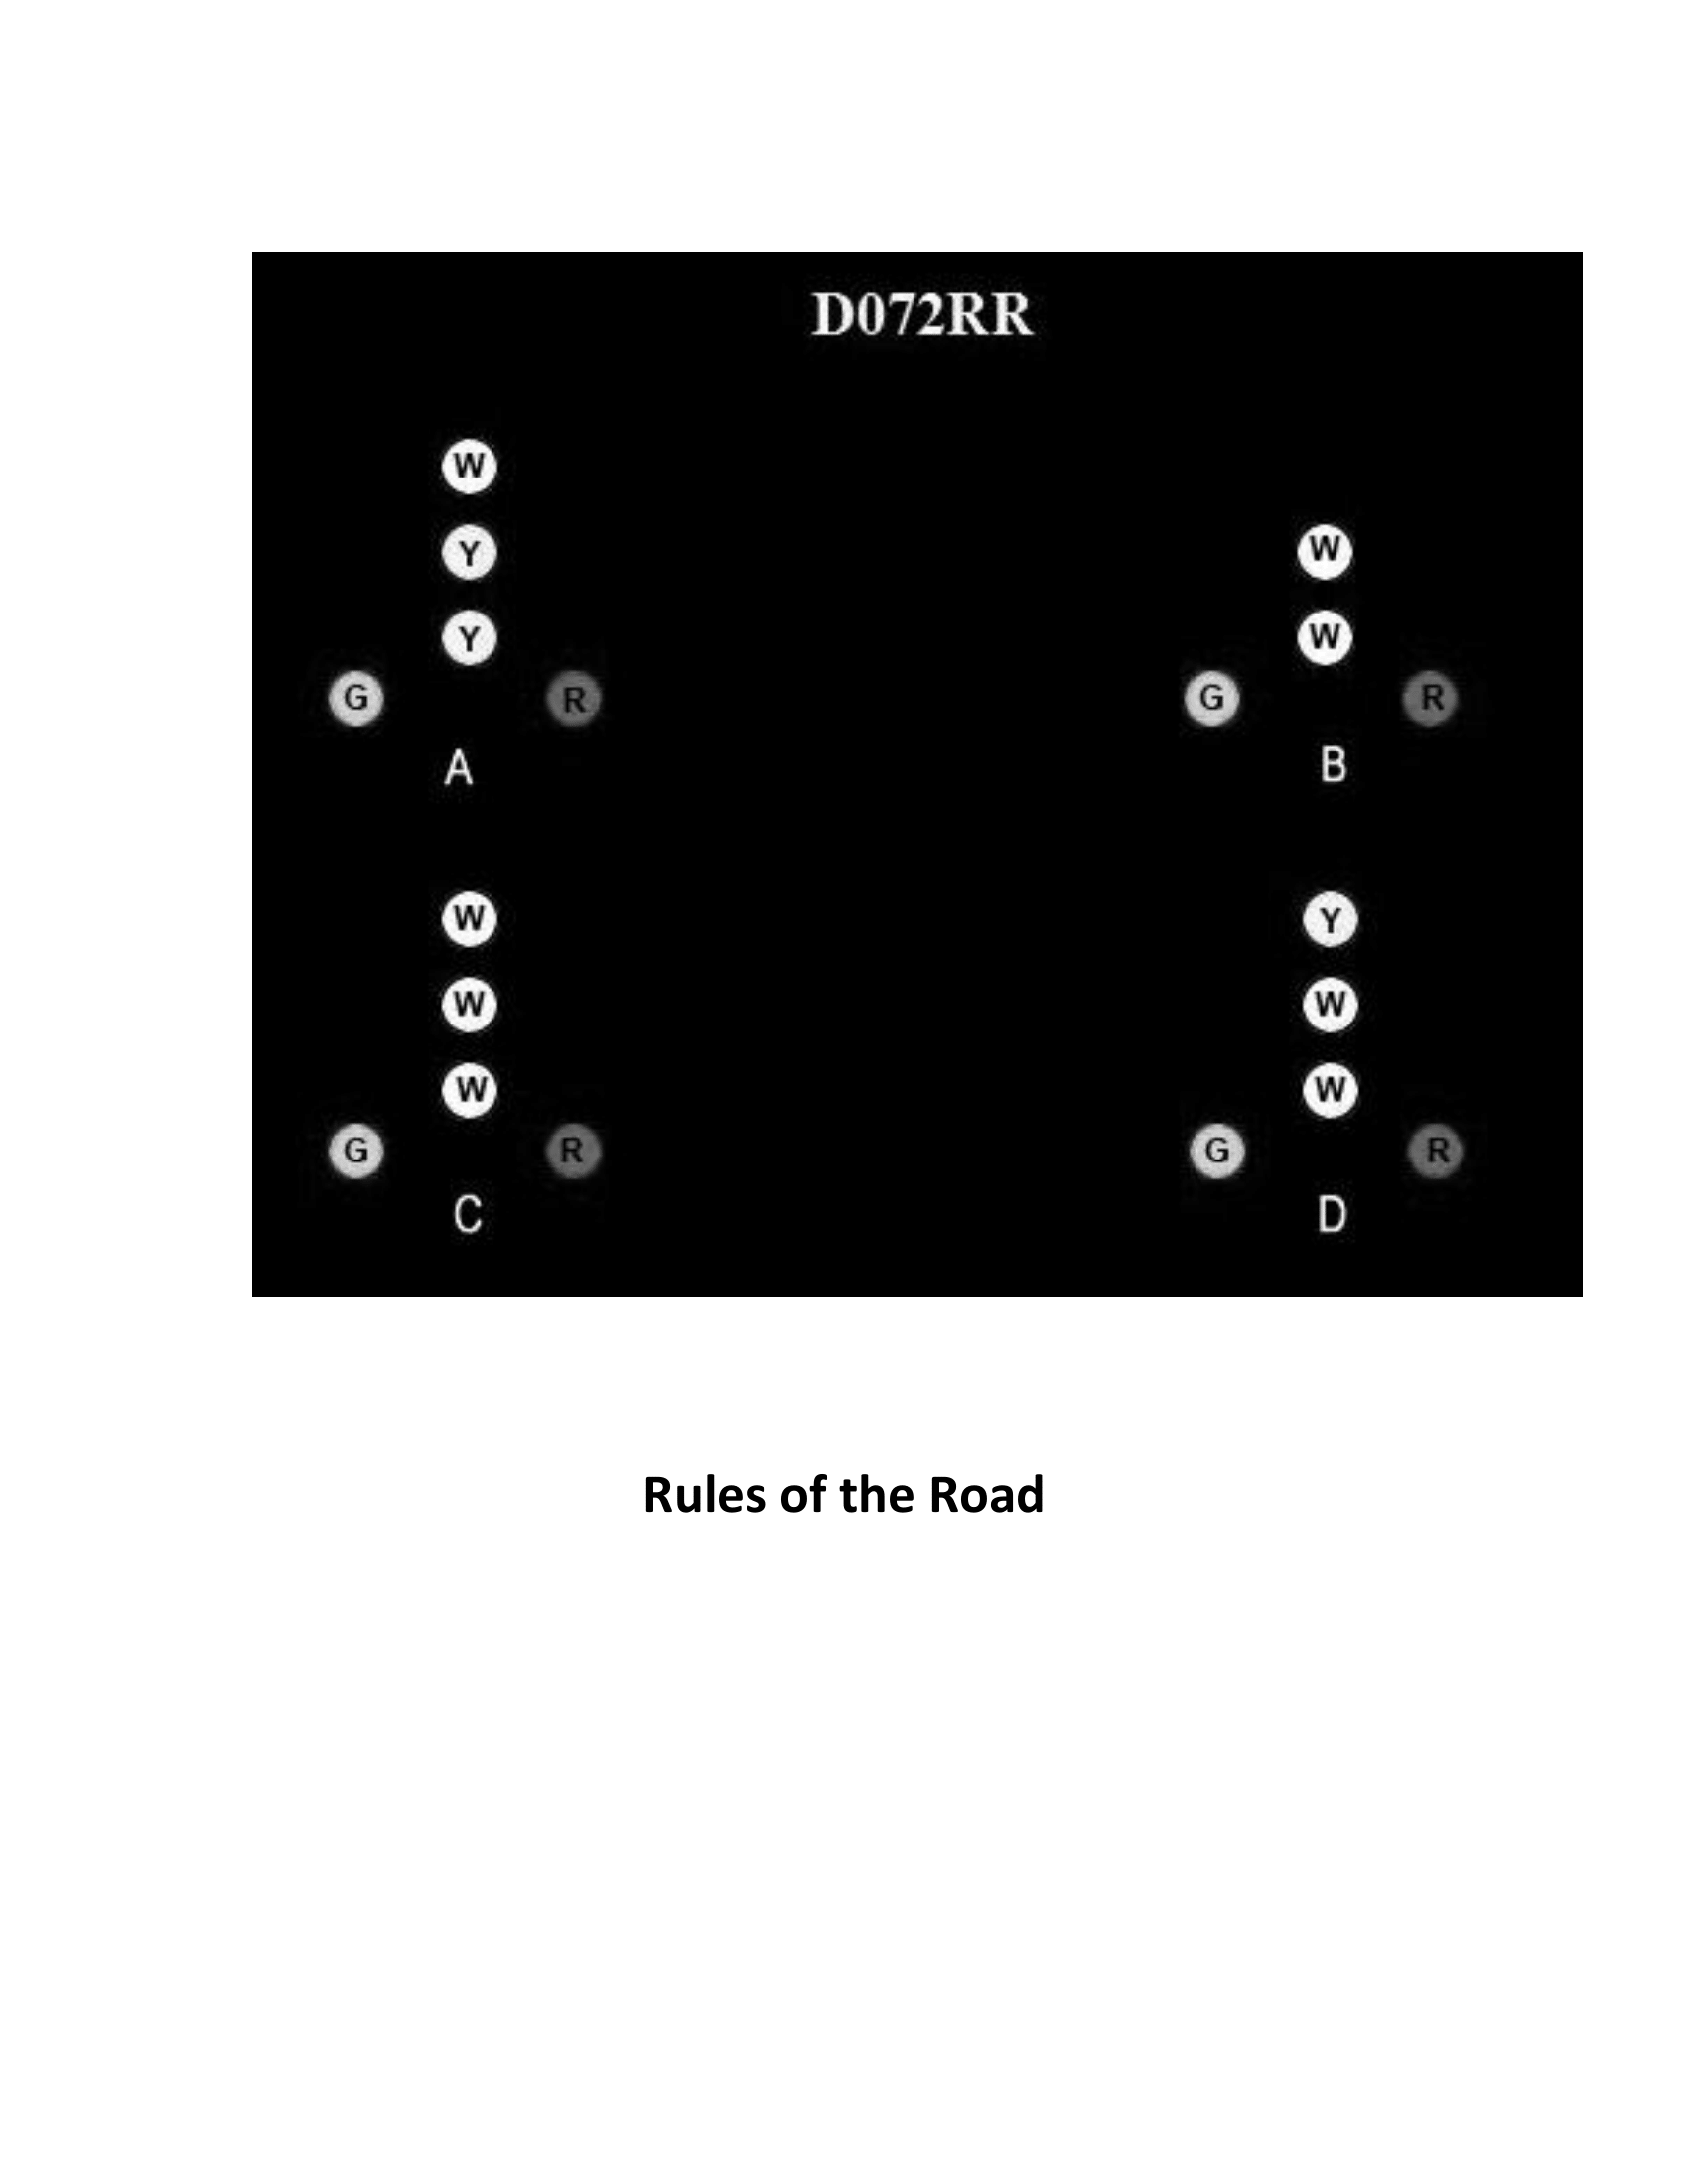 D072RR
W
Y W
Y W
G R G R
A B
W Y
W W
W W
G R G R
C D
Rules of the Road